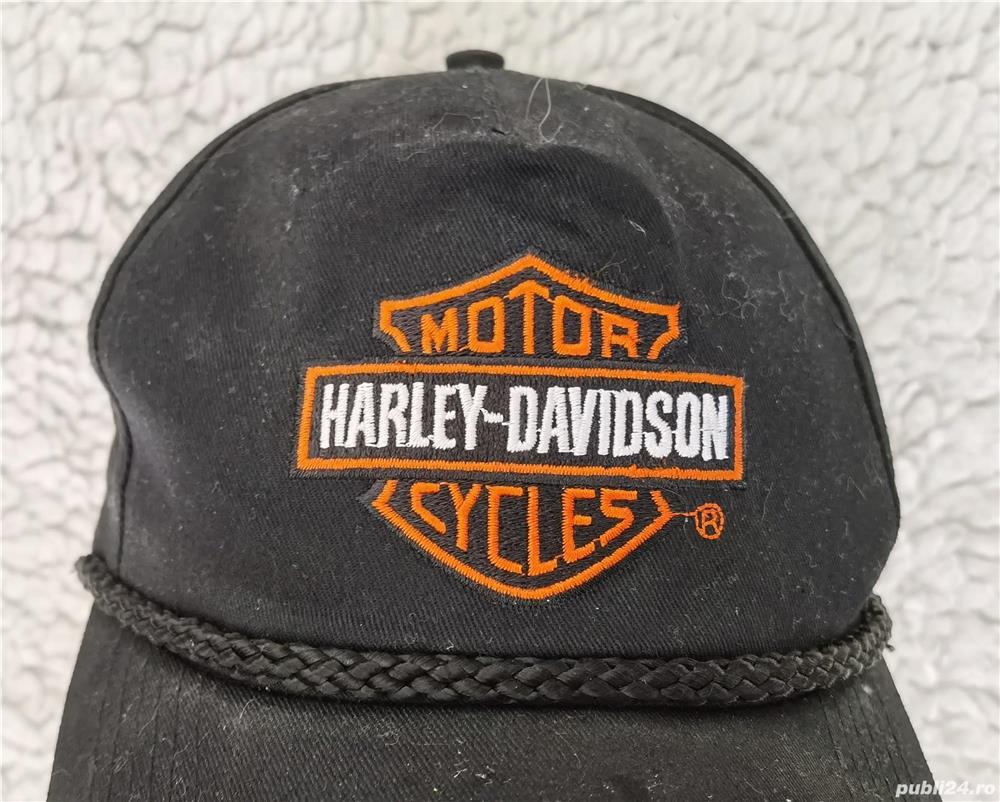 MOTOR
HARLEY-DAVIDSON
CYCLES ®
publi24.ro